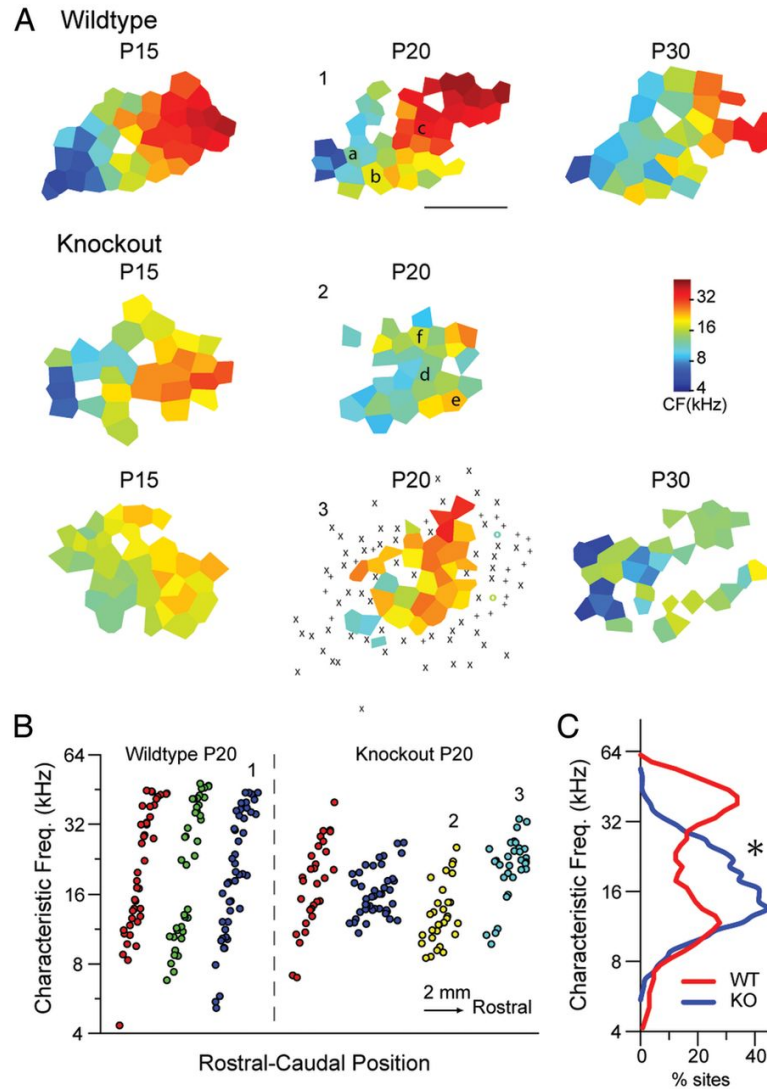 A
Wildtype
P15 P20 P30
1
a
b
c
Knockout
P15 P20
2
f
d
e
32
16
8
4
CF(kHz)
P15 P20 P30
3
B
Characteristic Freq. (kHz)
64
32
16
8
4
Wildtype P20
1
Knockout P20
2
3
2 mm
Rostral
Rostral-Caudal Position
C
Characteristic Freq. (kHz)
64
32
16
8
4
*
WT
KO
0 20 40
% sites